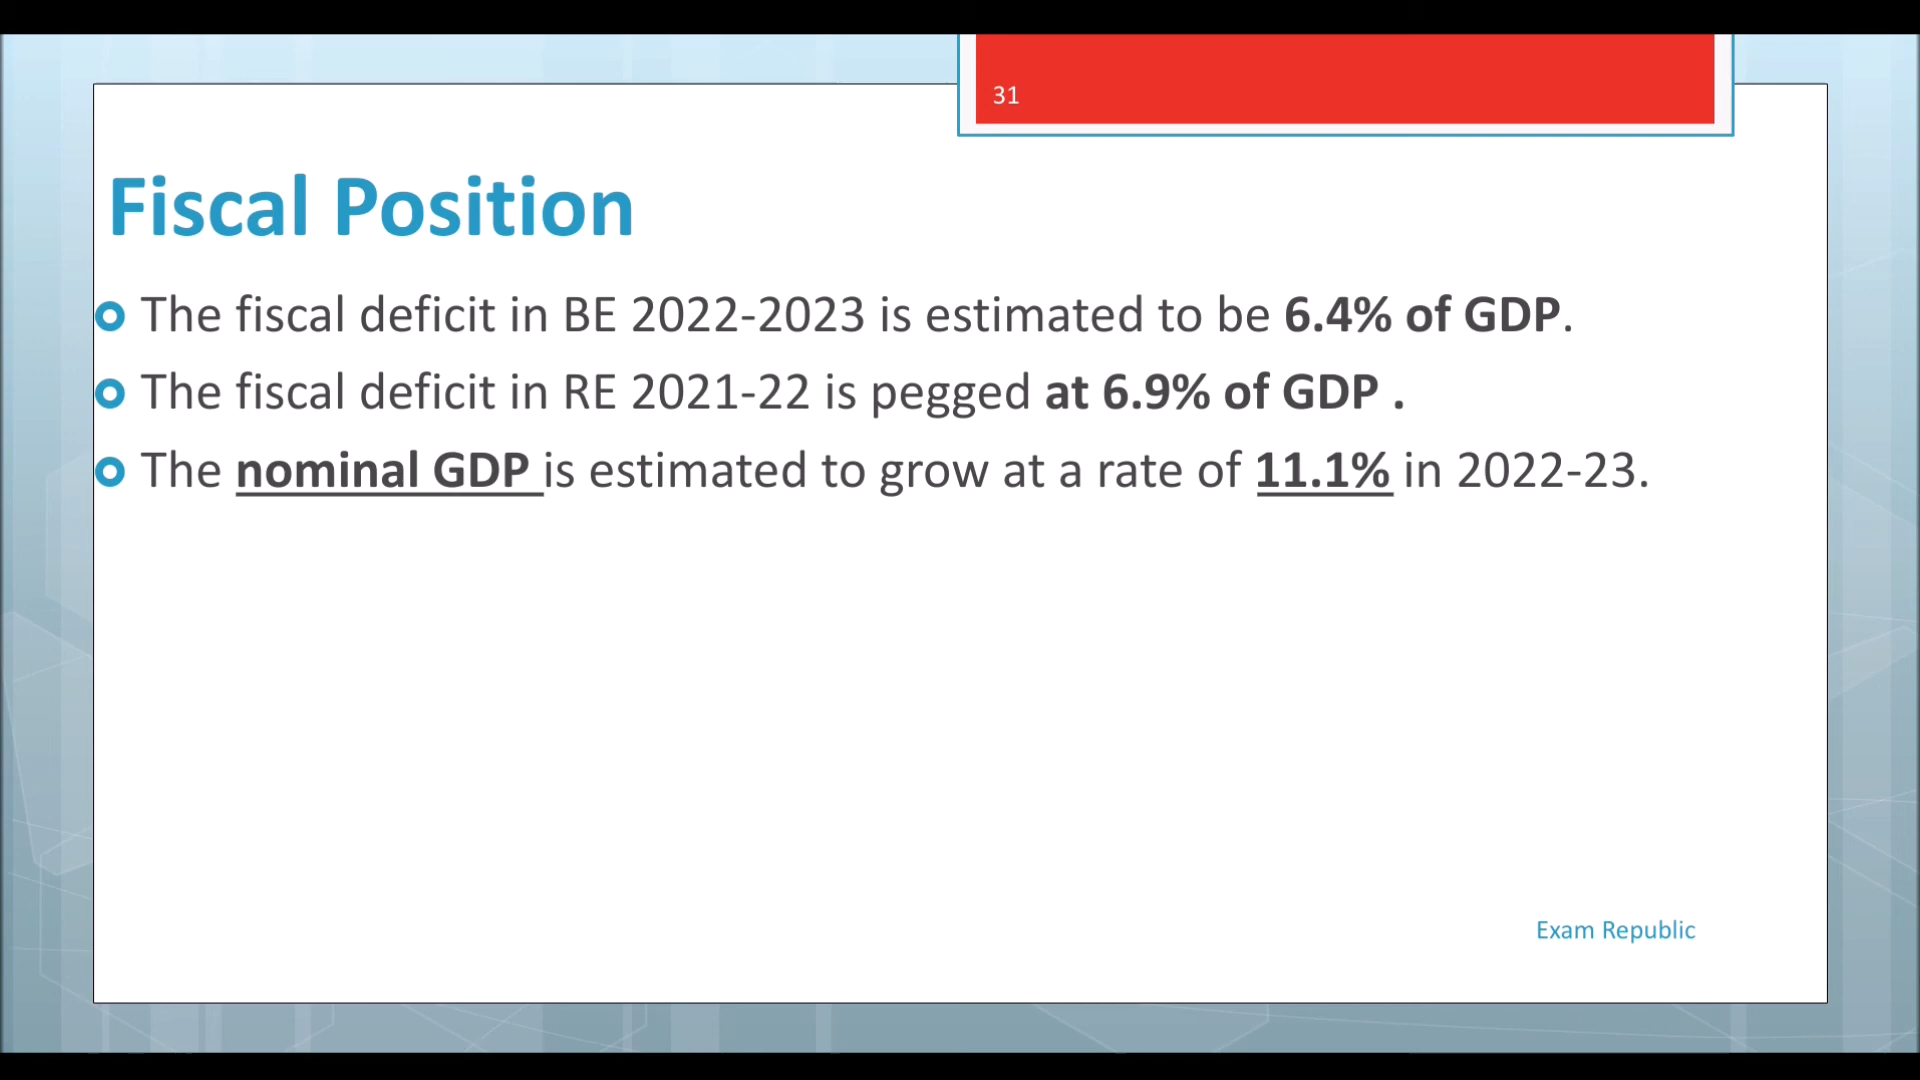 31
Fiscal Position
The fiscal deficit in BE 2022-2023 is estimated to be 6.4% of GDP.
The fiscal deficit in RE 2021-22 is pegged at 6.9% of GDP .
The nominal GDP is estimated to grow at a rate of 11.1% in 2022-23.
Exam Republic